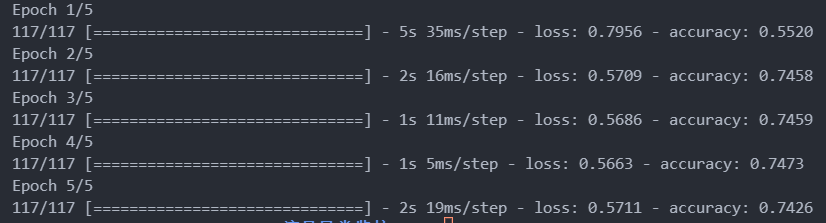 Epoch 1/5
117/117 [==============================] - 5s 35ms/step - loss: 0.7956 - accuracy: 0.5520
Epoch 2/5
117/117 [==============================] - 2s 16ms/step - loss: 0.5709 - accuracy: 0.7458
Epoch 3/5
117/117 [==============================] - 1s 11ms/step - loss: 0.5686 - accuracy: 0.7459
Epoch 4/5
117/117 [==============================] - 1s 5ms/step - loss: 0.5663 - accuracy: 0.7473
Epoch 5/5
117/117 [==============================] - 2s 19ms/step - loss: 0.5711 - accuracy: 0.7426